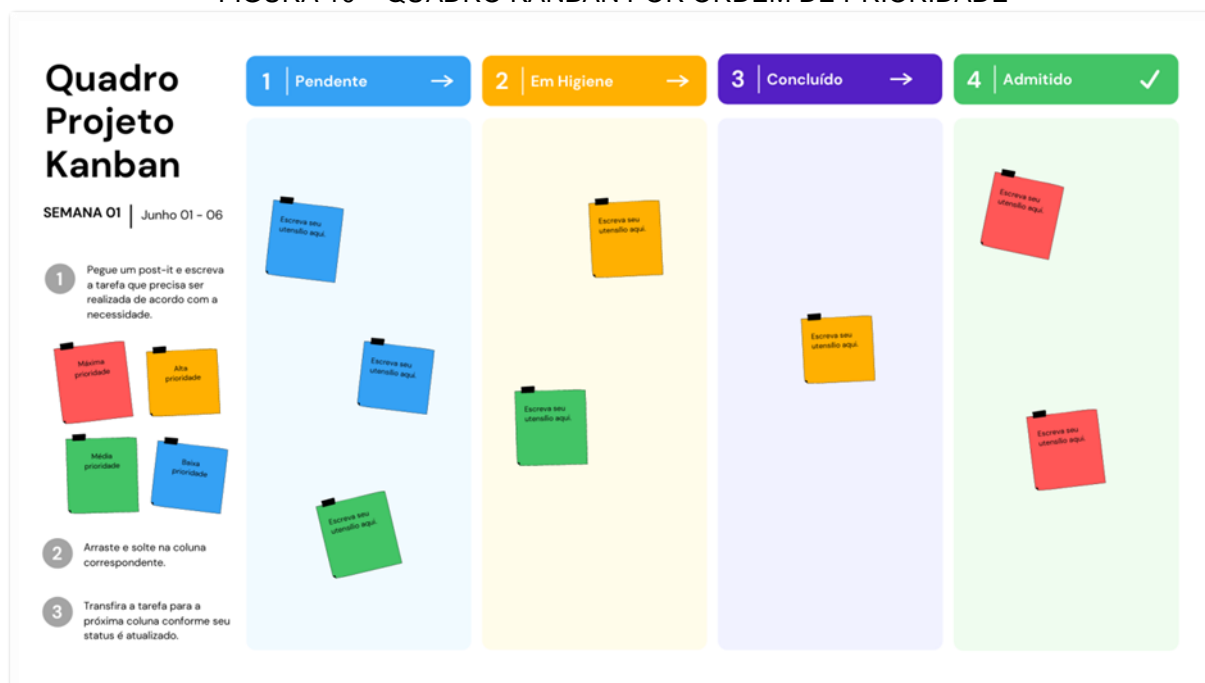 Quadro
Projeto
Kanban
SEMANA 01 | Junho 01 - 06
1
Pegue um post-it e escreva
a tarefa que precisa ser
realizada de acordo com a
necessidade.
Máxima
prioridade
Alta
prioridade
Média
prioridade
Baixa
prioridade
2
Arraste e solte na coluna
correspondente.
3
Transfira a tarefa para a
próxima coluna conforme seu
status é atualizado.
1 | Pendente →
Escreva seu
utensílio aqui.
Escreva seu
utensílio aqui.
Escreva seu
utensílio aqui.
2 | Em Higiene →
Escreva seu
utensílio aqui.
Escreva seu
utensílio aqui.
3 | Concluído →
Escreva seu
utensílio aqui.
4 | Admitido ✓
Escreva seu
utensílio aqui.
Escreva seu
utensílio aqui.